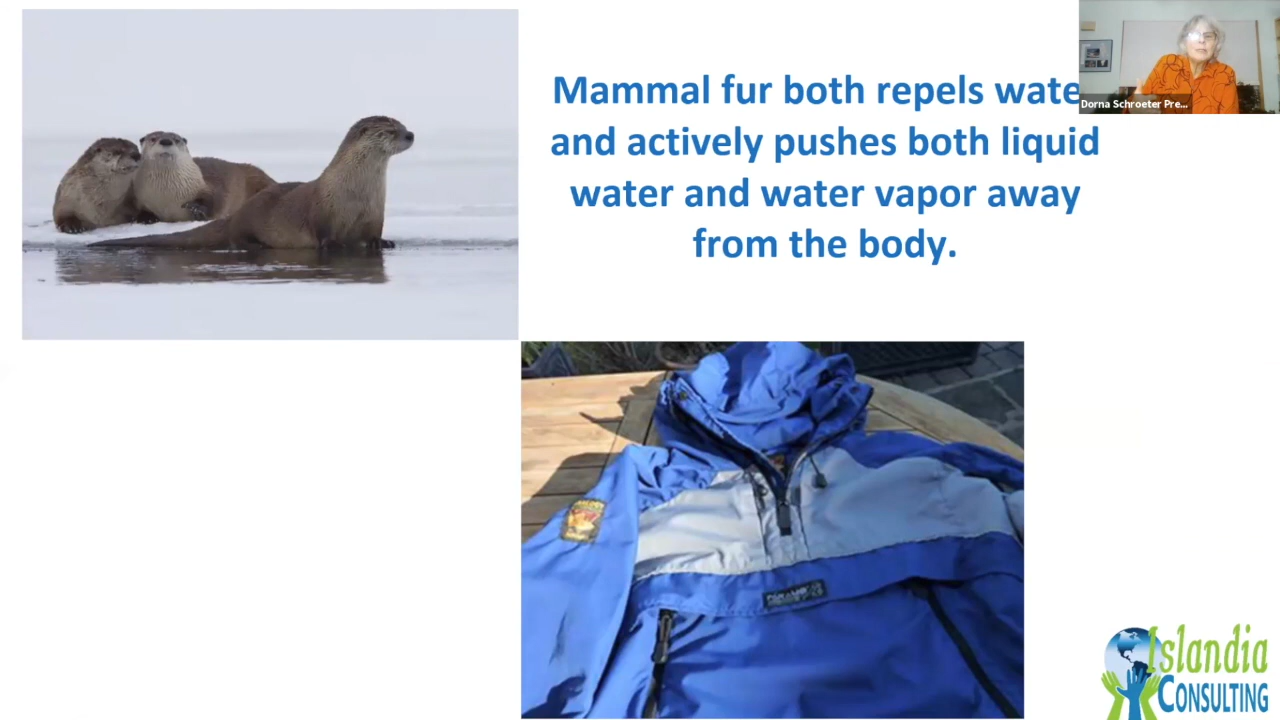 Mammal fur both repels wate
and actively pushes both liquid
water and water vapor away
from the body.
Dorna Schroeter Pre...
Islandia
CONSULTING